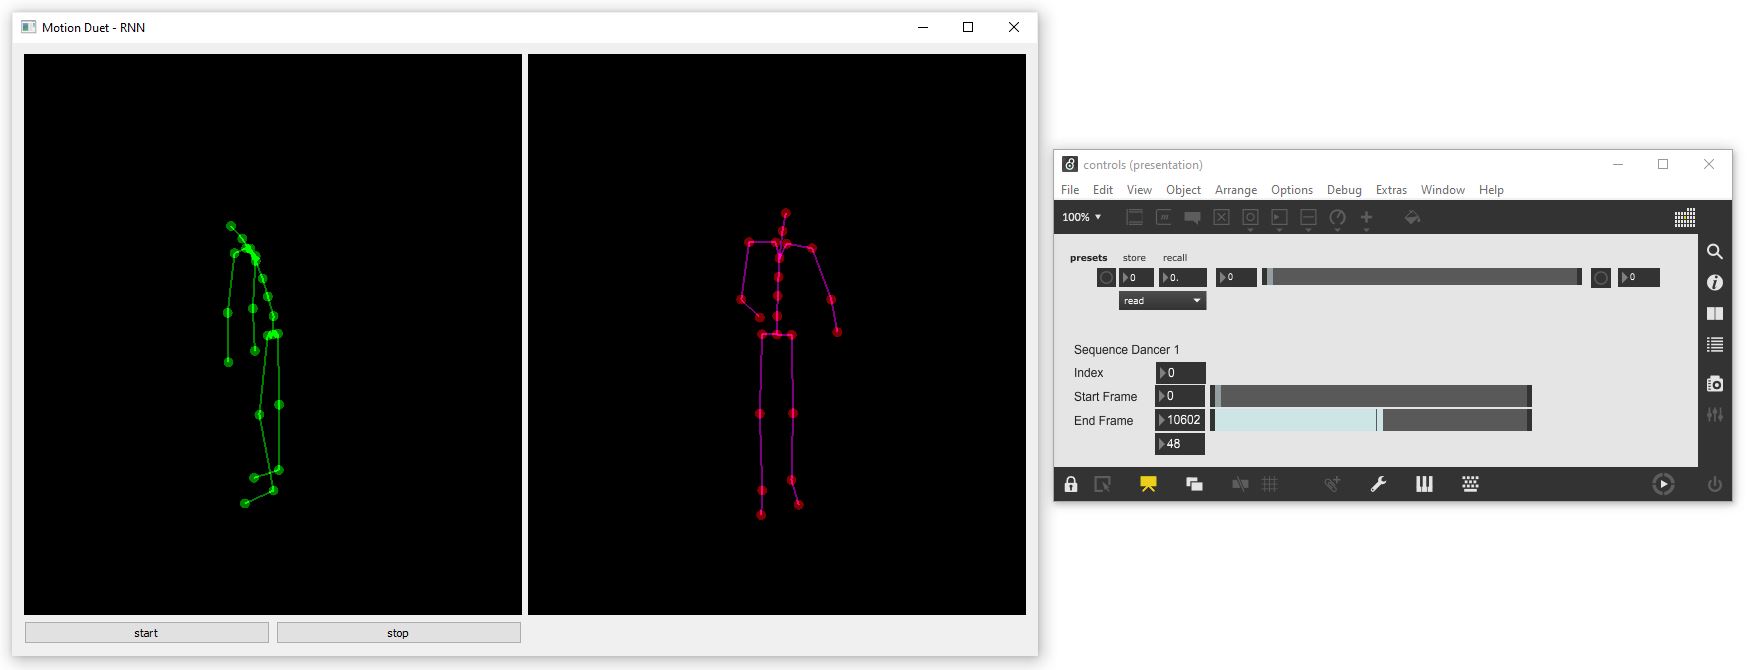 Motion Duet - RNN
start
stop
controls (presentation)
File Edit View Object Arrange Options Debug Extras Window Help
100%
presets store recall
0 0. 0 0
read
Sequence Dancer 1
Index 0
Start Frame 0
End Frame 10602
48